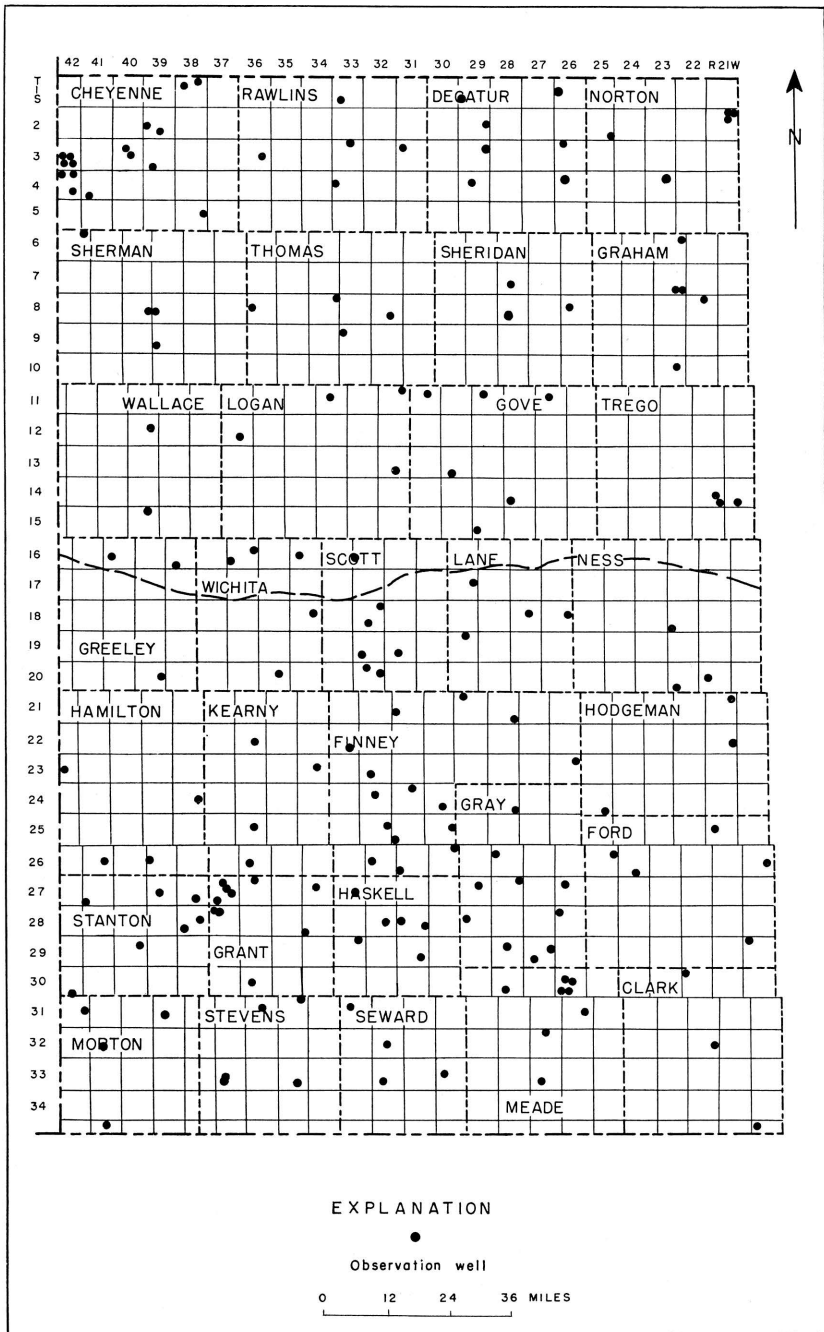 42 41 40 39 38 37 36 35 34 33 32 31 30 29 28 27 26 25 24 23 22 R21W
T
1
S
N
CHEYENNE RAWLINS DECATUR NORTON
2
3
4
5
6
SHERMAN THOMAS SHERIDAN GRAHAM
7
8
9
10
11
WALLACE LOGAN GOVE TREGO
12
13
14
15
16
SCOTT LANE NESS
17
WICHITA
18
19
GREELEY
20
21
HAMILTON KEARNY HODGEMAN
22
FINNEY
23
24
GRAY
25
FORD
26
27
HASKELL
28
STANTON
29
GRANT
30
CLARK
31
STEVENS SEWARD
32
MORTON
33
34
MEADE
EXPLANATION
Observation well
0 12 24 36 MILES